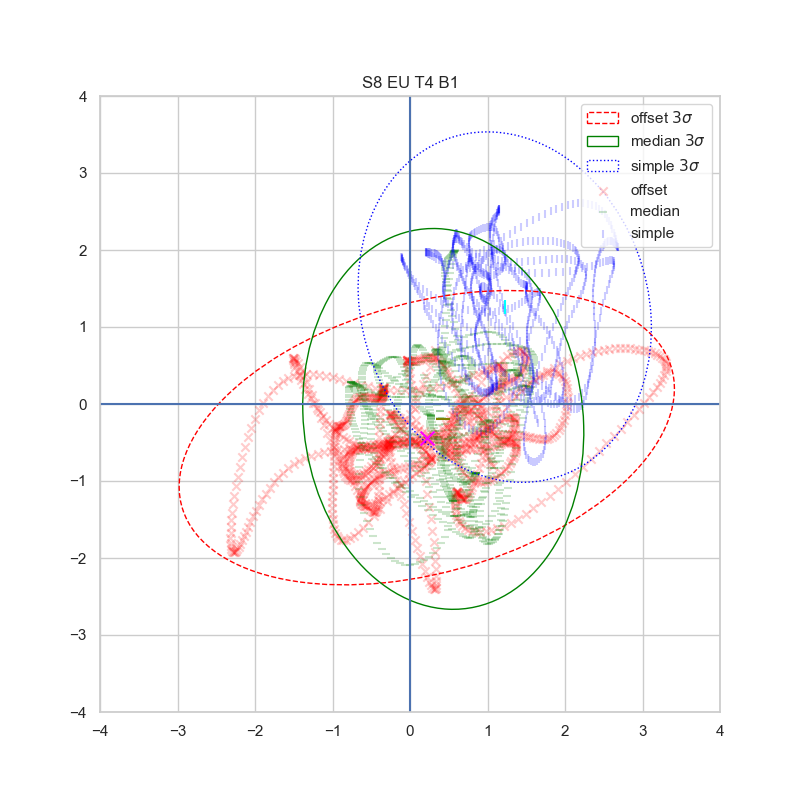 S8 EU T4 B1
offset 3σ
median 3σ
simple 3σ
offset
median
simple
4
3
2
1
0
−1
−2
−3
−4
−4 −3 −2 −1 0 1 2 3 4